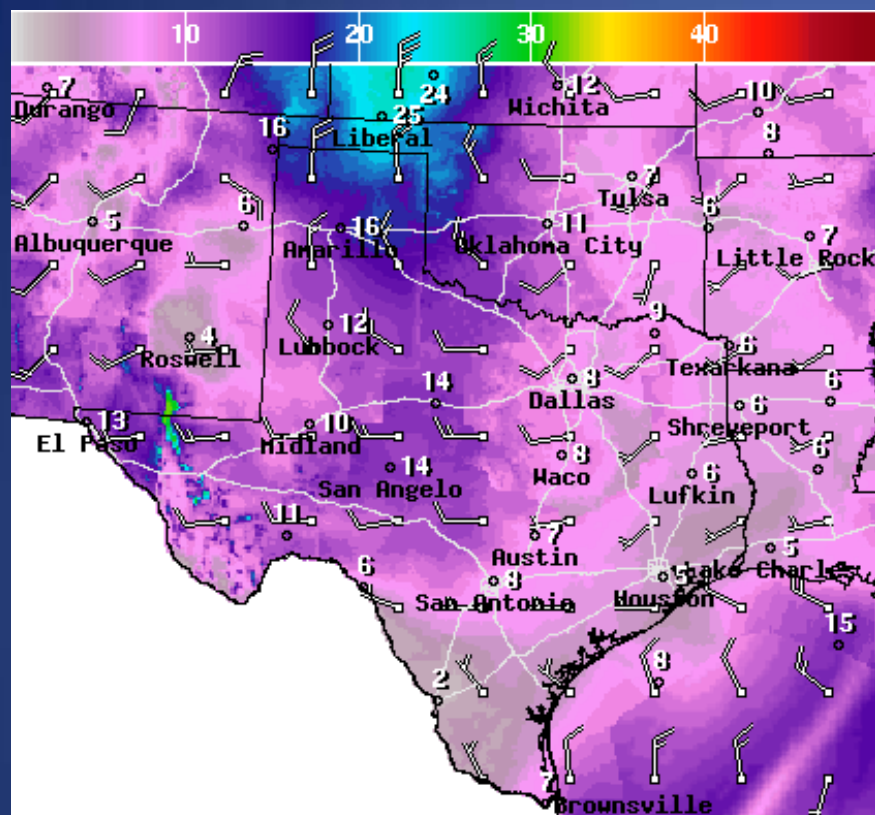 10 20 30 40
7 24 12 10
Durango Wichita
25
Liberal
16 8
7
Tulsa
5 6 16 11 6 7
Albuquerque Amarillo Oklahoma City
Little Rock
4 12 9
Roswell Lubbock 6
Texarkana
14 8
Dallas 6 6
13 10 Shreveport
El Paso Midland
14 8 6
San Angelo Waco 6
Lufkin
11 7
Austin 5
6 8 5 Lake Charles
San Antonio Houston
15
2 8
7
Brownsville